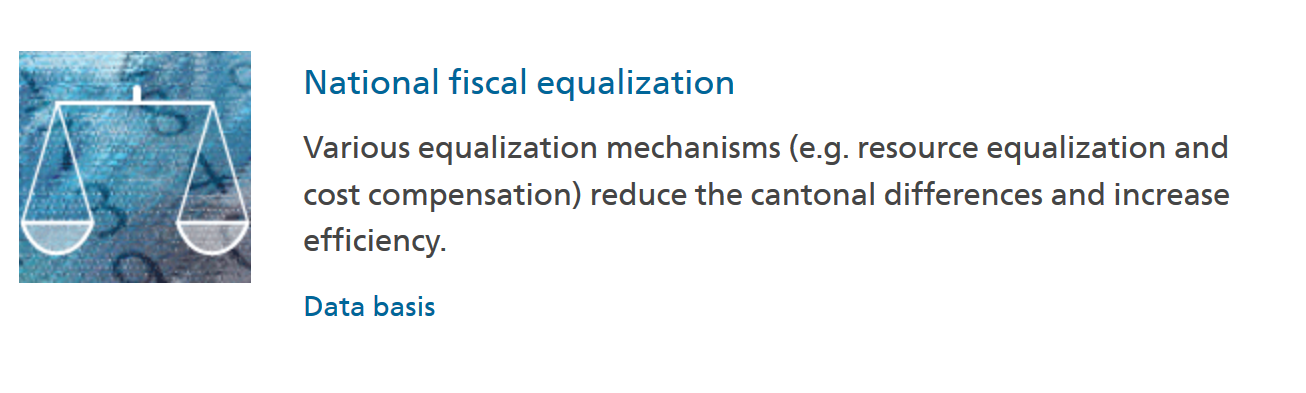 National fiscal equalization
Various equalization mechanisms (e.g. resource equalization and
cost compensation) reduce the cantonal differences and increase
efficiency.
Data basis